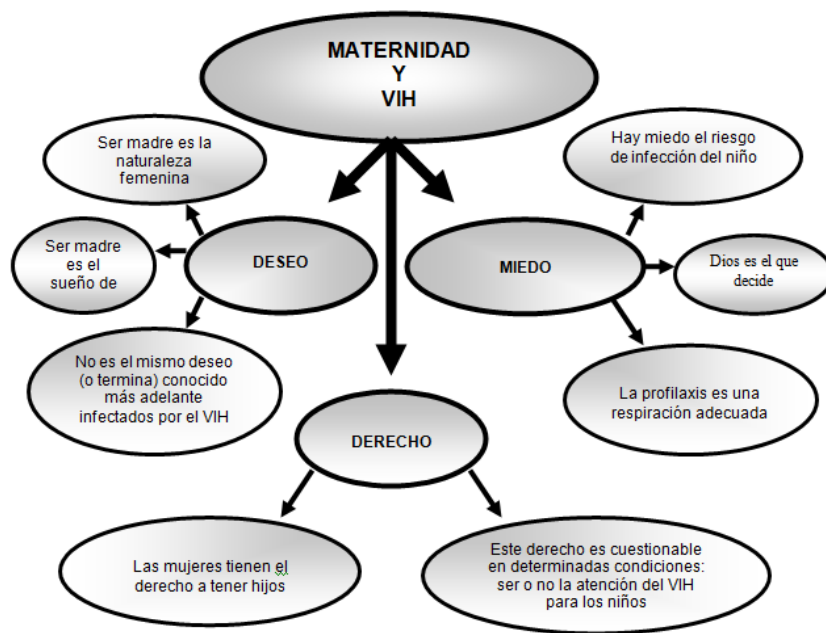 MATERNIDAD
Y
VIH
Ser madre es la
naturaleza
femenina
Hay miedo el riesgo
de infección del niño
Ser madre
es el
sueño de
DESEO
MIEDO
Dios es el que
decide
No es el mismo deseo
(o termina) conocido
más adelante
infectados por el VIH
La profilaxis es una
respiración adecuada
DERECHO
Las mujeres tienen el
derecho a tener hijos
Este derecho es cuestionable
en determinadas condiciones:
ser o no la atención del VIH
para los niños